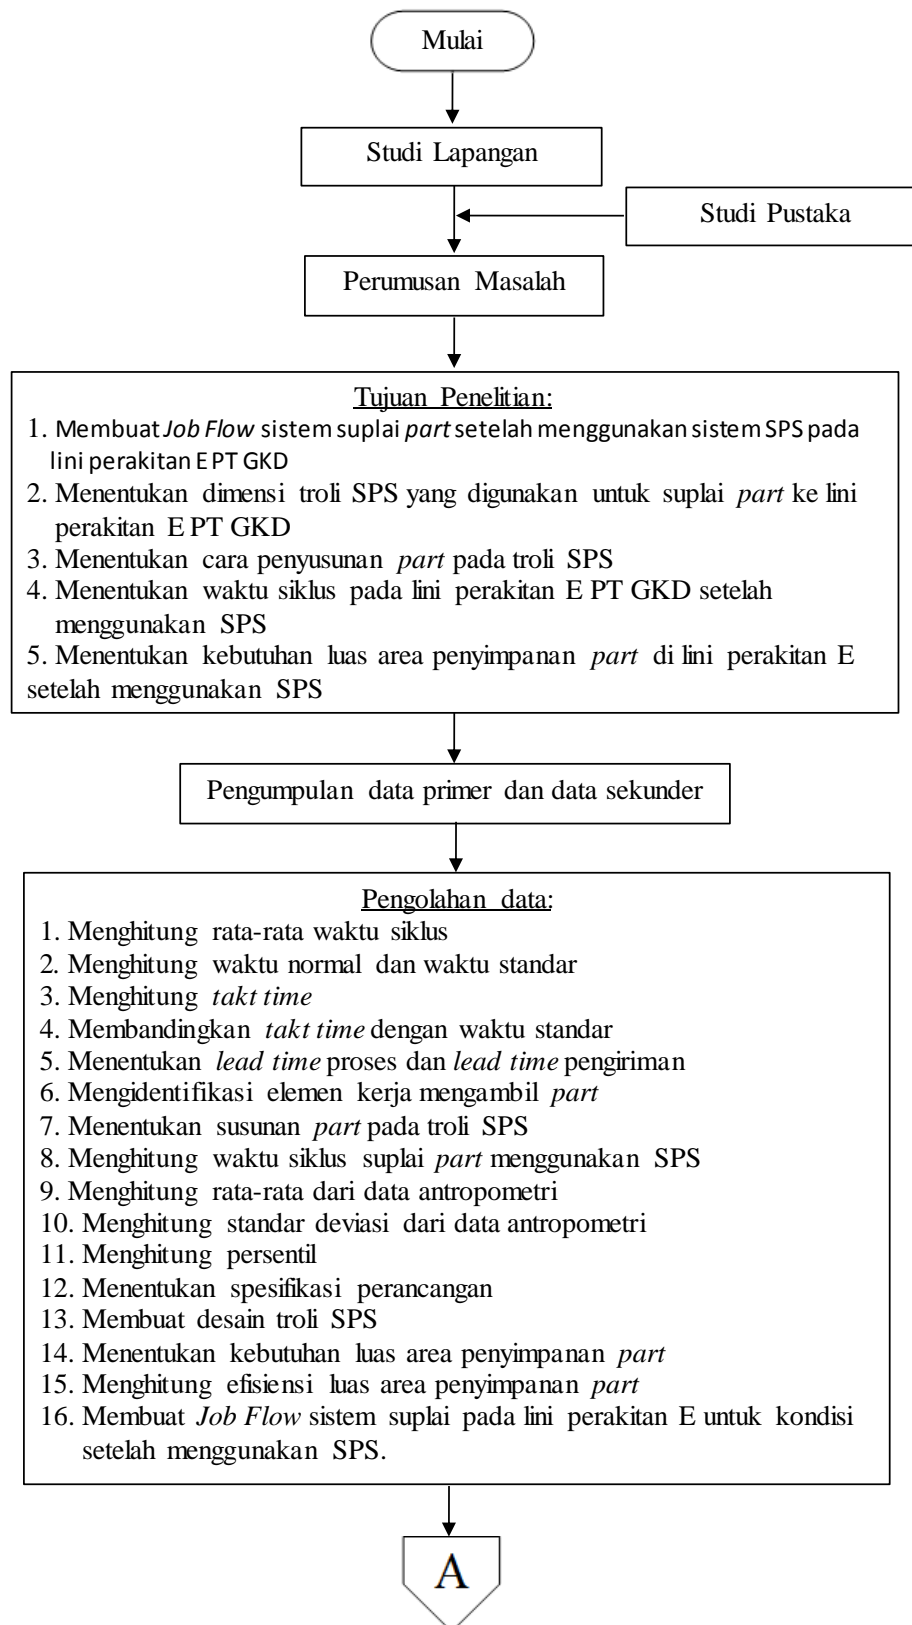 Mulai
Studi Lapangan
Studi Pustaka
Perumusan Masalah
Tujuan Penelitian:
1. Membuat Job Flow sistem suplai part setelah menggunakan sistem SPS pada
lini perakitan E PT GKD
2. Menentukan dimensi troli SPS yang digunakan untuk suplai part ke lini
perakitan E PT GKD
3. Menentukan cara penyusunan part pada troli SPS
4. Menentukan waktu siklus pada lini perakitan E PT GKD setelah
menggunakan SPS
5. Menentukan kebutuhan luas area penyimpanan part di lini perakitan E
setelah menggunakan SPS
Pengumpulan data primer dan data sekunder
Pengolahan data:
1. Menghitung rata-rata waktu siklus
2. Menghitung waktu normal dan waktu standar
3. Menghitung takt time
4. Membandingkan takt time dengan waktu standar
5. Menentukan lead time proses dan lead time pengiriman
6. Mengidentifikasi elemen kerja mengambil part
7. Menentukan susunan part pada troli SPS
8. Menghitung waktu siklus suplai part menggunakan SPS
9. Menghitung rata-rata dari data antropometri
10. Menghitung standar deviasi dari data antropometri
11. Menghitung persentil
12. Menentukan spesifikasi perancangan
13. Membuat desain troli SPS
14. Menentukan kebutuhan luas area penyimpanan part
15. Menghitung efisiensi luas area penyimpanan part
16. Membuat Job Flow sistem suplai pada lini perakitan E untuk kondisi
setelah menggunakan SPS.
A